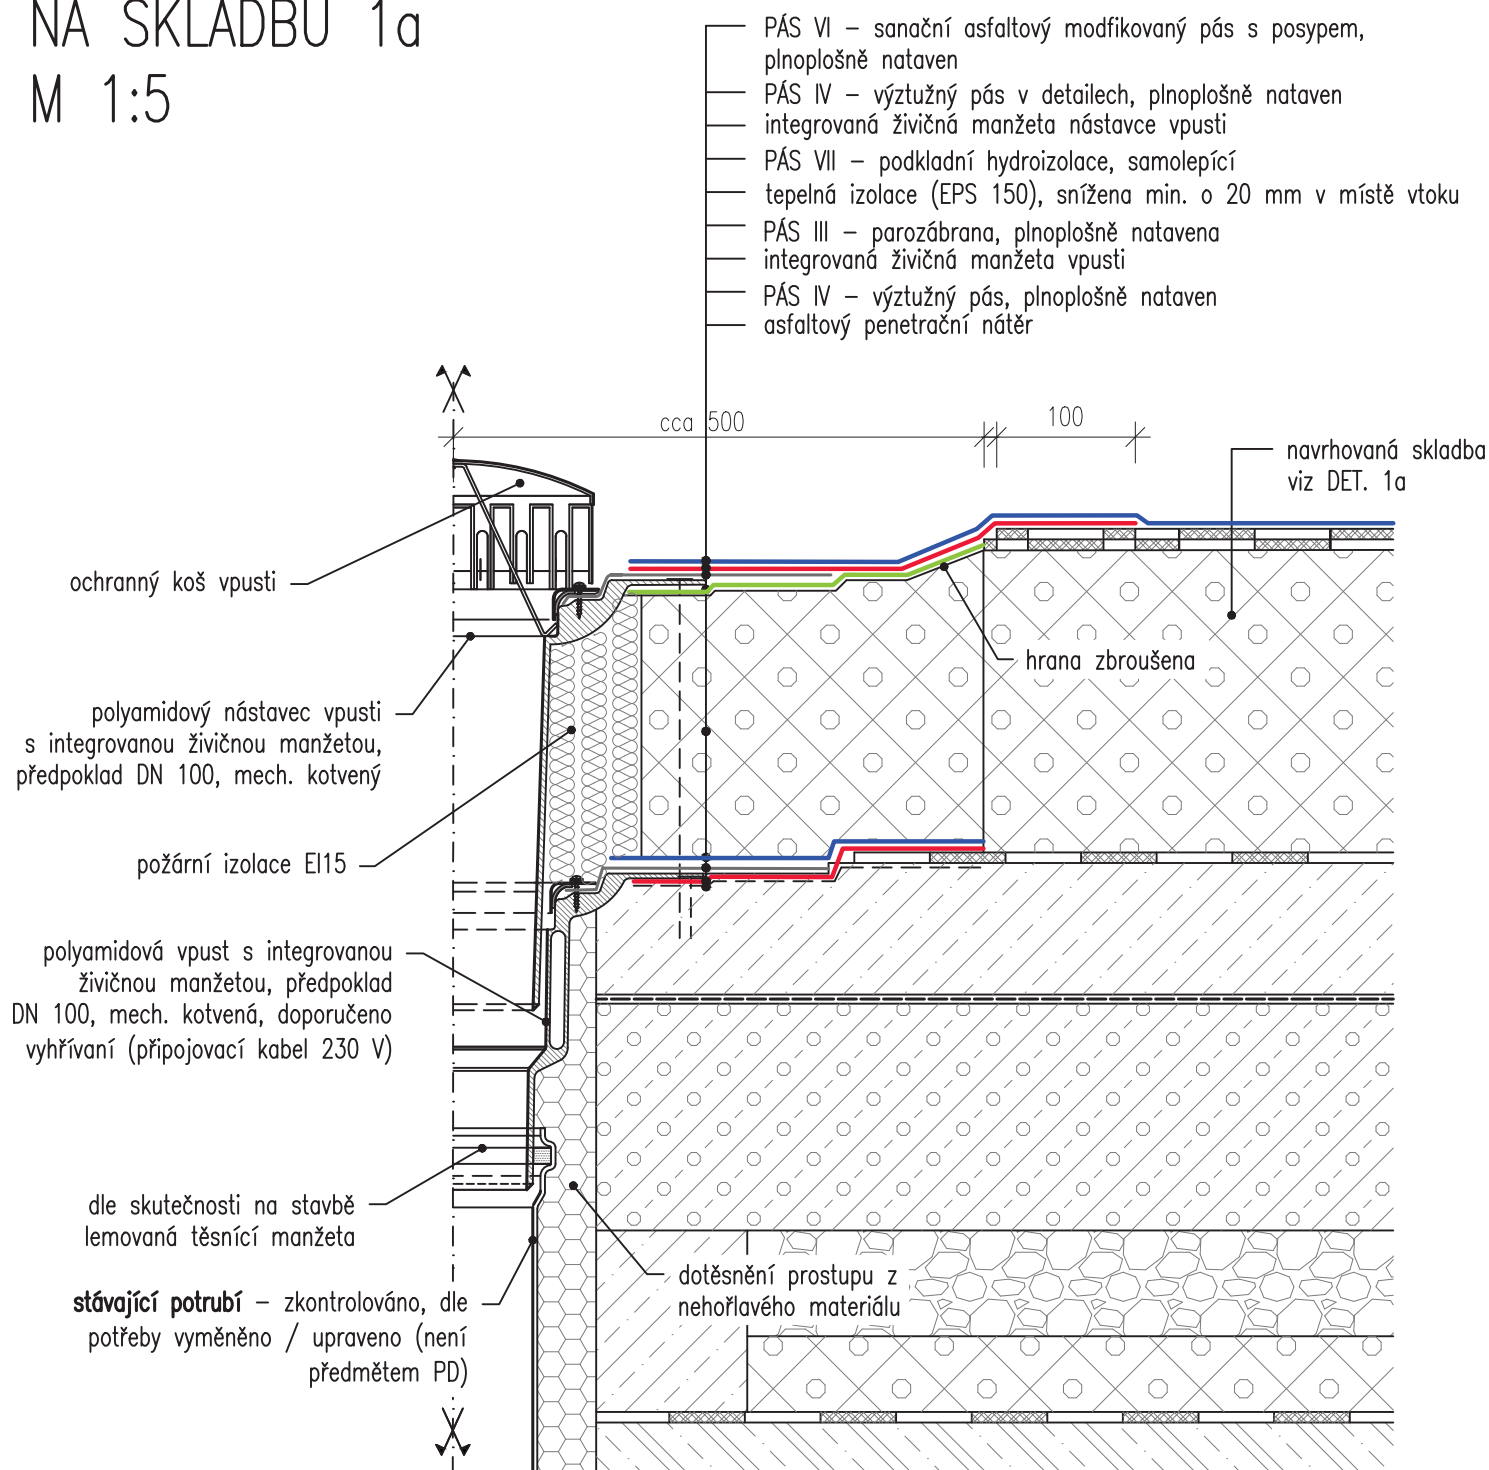 NA SKLADBU 1a
M 1:5
PÁS VI – sanační asfaltový modfikovaný pás s posypem,
plnoplošně nataven
PÁS IV – výztužný pás v detailech, plnoplošně nataven
integrovaná živičná manžeta nástavce vpusti
PÁS VII – podkladní hydroizolace, samolepící
tepelná izolace (EPS 150), snížena min. o 20 mm v místě vtoku
PÁS III – parozábrana, plnoplošně natavena
integrovaná živičná manžeta vpusti
PÁS IV – výztužný pás, plnoplošně nataven
asfaltový penetrační nátěr
cca 500
100
navrhovaná skladba
viz DET. 1a
ochranný koš vpusti
hrana zbroušena
polyamidový nástavec vpusti
s integrovanou živičnou manžetou,
předpoklad DN 100, mech. kotvený
požární izolace EI15
polyamidová vpust s integrovanou
živičnou manžetou, předpoklad
DN 100, mech. kotvená, doporučeno
vyhřívaní (připojovací kabel 230 V)
dle skutečnosti na stavbě
lemovaná těsnící manžeta
dotěsnění prostupu z
nehořlavého materiálu
stávající potrubí – zkontrolováno, dle
potřeby vyměněno / upraveno (není
předmětem PD)